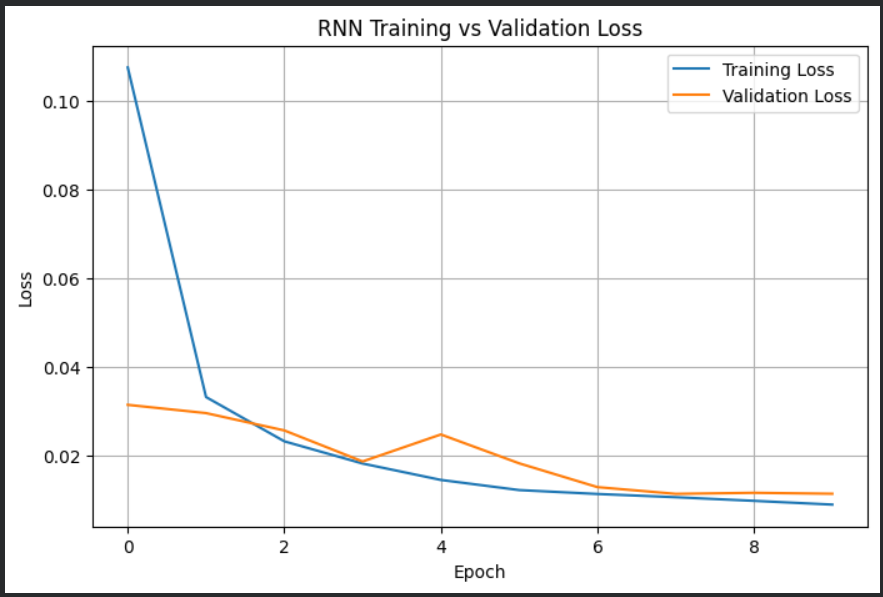 RNN Training vs Validation Loss
Training Loss
Validation Loss
0.10
0.08
0.06
0.04
0.02
Loss
0 2 4 6 8
Epoch